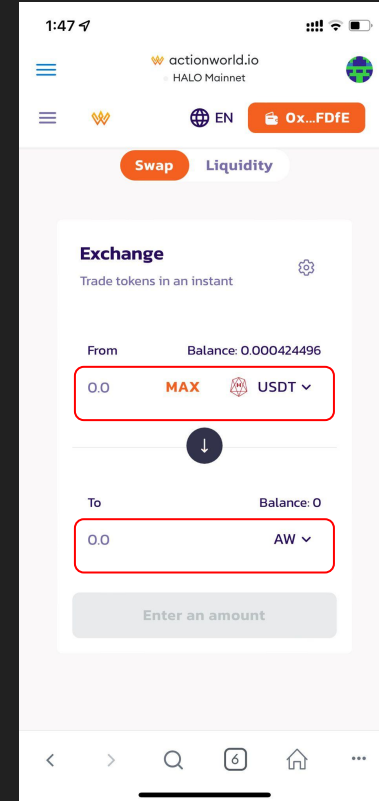 1:47
actionworld.io
HALO Mainnet
EN
0x...FDfE
Swap Liquidity
Exchange
Trade tokens in an instant
From Balance: 0.000424496
0.0 MAX USDT
To Balance: 0
0.0 AW
Enter an amount
6